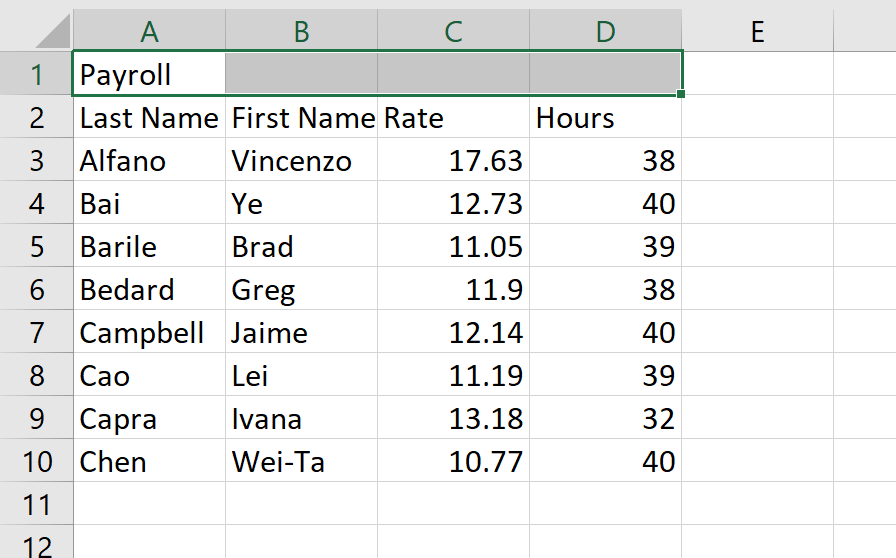 A B C D E
1 Payroll
2 Last Name First Name Rate Hours
3 Alfano Vincenzo 17.63 38
4 Bai Ye 12.73 40
5 Barile Brad 11.05 39
6 Bedard Greg 11.9 38
7 Campbell Jaime 12.14 40
8 Cao Lei 11.19 39
9 Capra Ivana 13.18 32
10 Chen Wei-Ta 10.77 40
11
12